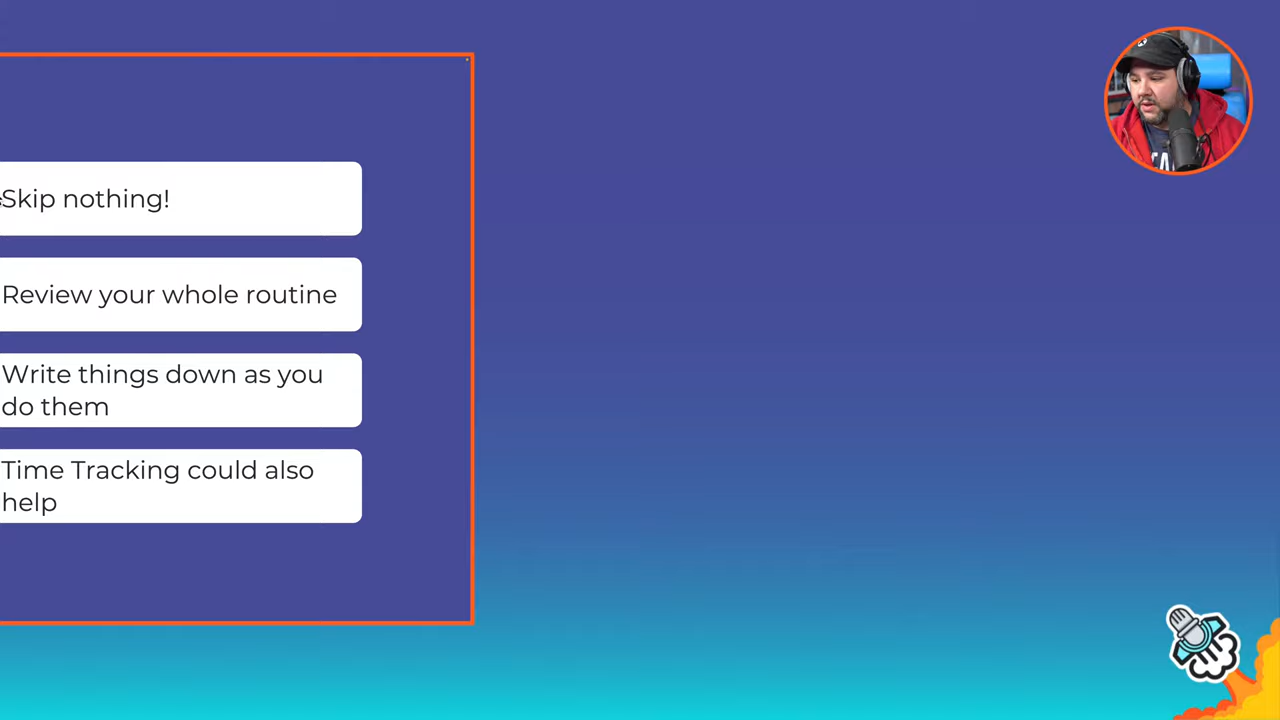 Skip nothing!
Review your whole routine
Write things down as you
do them
Time Tracking could also
help